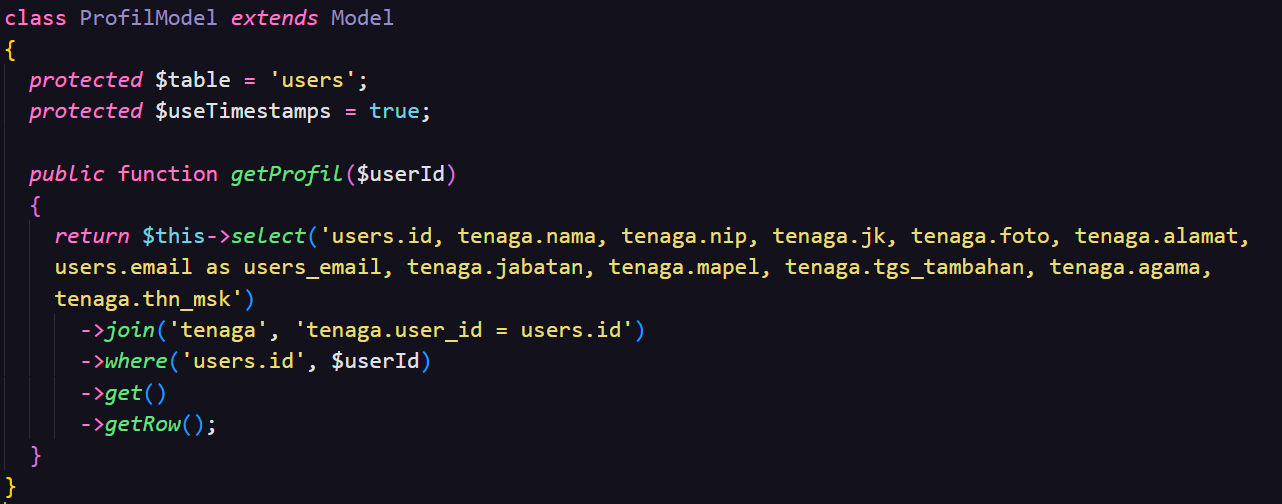 class ProfilModel extends Model
{
protected $table = 'users';
protected $useTimestamps = true;
public function getProfil($userId)
{
return $this->select('users.id, tenaga.nama, tenaga.nip, tenaga.jk, tenaga.foto, tenaga.alamat,
users.email as users_email, tenaga.jabatan, tenaga.mapel, tenaga.tgs_tambahan, tenaga.agama,
tenaga.thn_msk')
->join('tenaga', 'tenaga.user_id = users.id')
->where('users.id', $userId)
->get()
->getRow();
}
}